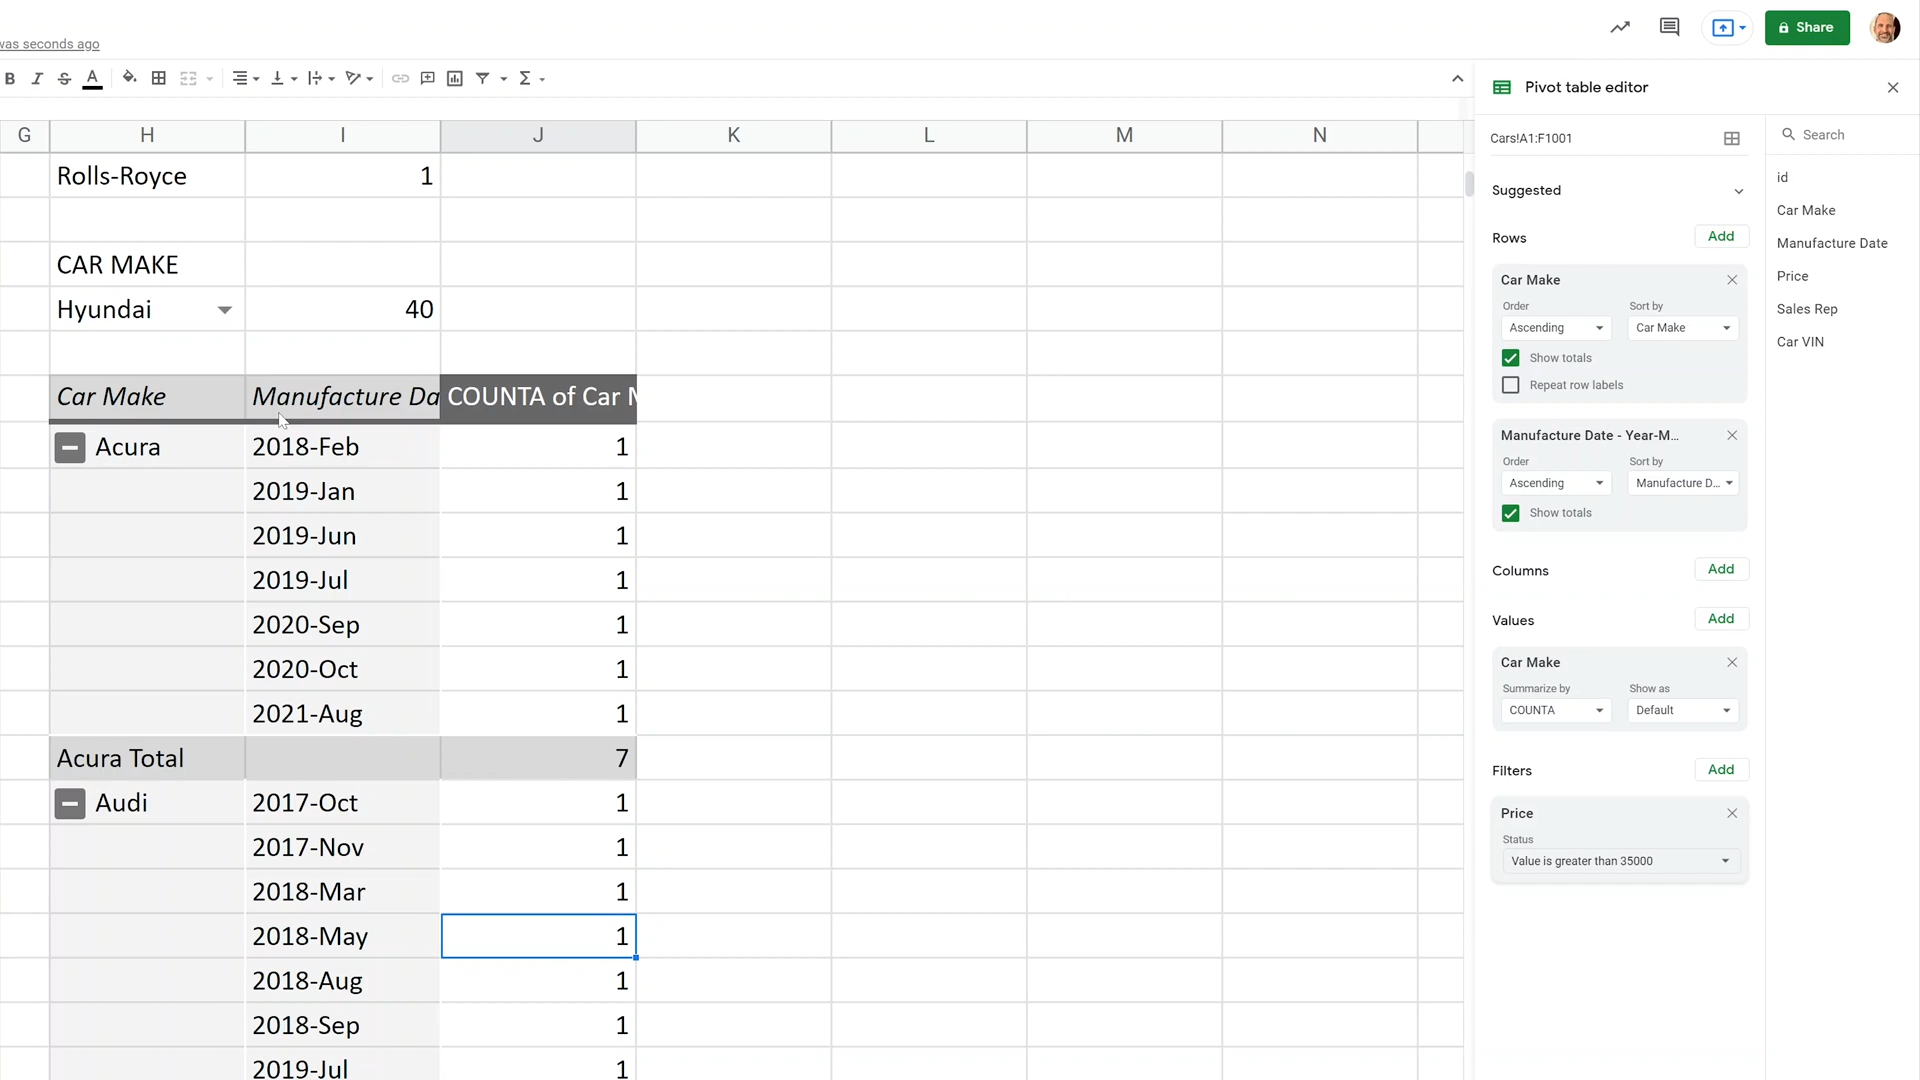 was seconds ago
Share
B I S A
Pivot table editor
G H I J K L M N
Cars!A1:F1001
Search
Rolls-Royce 1
id
Suggested
Car Make
Rows Add
Manufacture Date
CAR MAKE
Car Make
Price
Order Sort by
Hyundai 40
Sales Rep
Ascending Car Make
Car VIN
Show totals
Repeat row labels
Car Make Manufacture Da COUNTA of Car M
Manufacture Date - Year-M...
Acura 2018-Feb 1
Order Sort by
Ascending Manufacture D...
2019-Jan 1
Show totals
2019-Jun 1
Columns Add
2019-Jul 1
Values Add
2020-Sep 1
Car Make
2020-Oct 1
Summarize by Show as
COUNTA Default
2021-Aug 1
Acura Total 7
Filters Add
Audi 2017-Oct 1
Price
Status
2017-Nov 1
Value is greater than 35000
2018-Mar 1
2018-May 1
2018-Aug 1
2018-Sep 1
2019-Jul 1